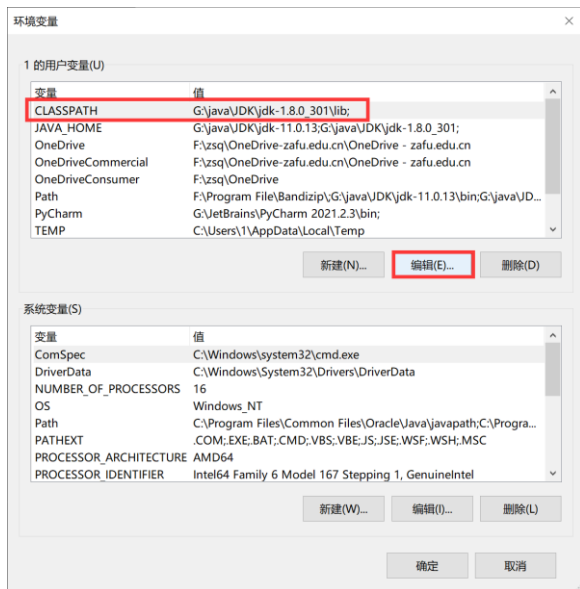 环境变量
1 的用户变量(U)
变量 值
CLASSPATH G:\java\JDK\jdk-1.8.0_301\lib;
JAVA_HOME G:\java\JDK\jdk-11.0.13;G:\java\JDK\jdk-1.8.0_301;
OneDrive F:\zsq\OneDrive-zafu.edu.cn\OneDrive - zafu.edu.cn
OneDriveCommercial F:\zsq\OneDrive-zafu.edu.cn\OneDrive - zafu.edu.cn
OneDriveConsumer F:\zsq\OneDrive
Path F:\Program File\Bandizip\;G:\java\JDK\jdk-11.0.13\bin;G:\java\JD...
PyCharm G:\JetBrains\PyCharm 2021.2.3\bin;
TEMP C:\Users\1\AppData\Local\Temp
新建(N)... 编辑(E)... 删除(D)
系统变量(S)
变量 值
ComSpec C:\Windows\system32\cmd.exe
DriverData C:\Windows\System32\Drivers\DriverData
NUMBER_OF_PROCESSORS 16
OS Windows_NT
Path C:\Program Files\Common Files\Oracle\Java\javapath;C:\Progra...
PATHEXT .COM;.EXE;.BAT;.CMD;.VBS;.VBE;.JS;.JSE;.WSF;.WSH;.MSC
PROCESSOR_ARCHITECTURE AMD64
PROCESSOR_IDENTIFIER Intel64 Family 6 Model 167 Stepping 1, GenuineIntel
新建(W)... 编辑(I)... 删除(L)
确定 取消